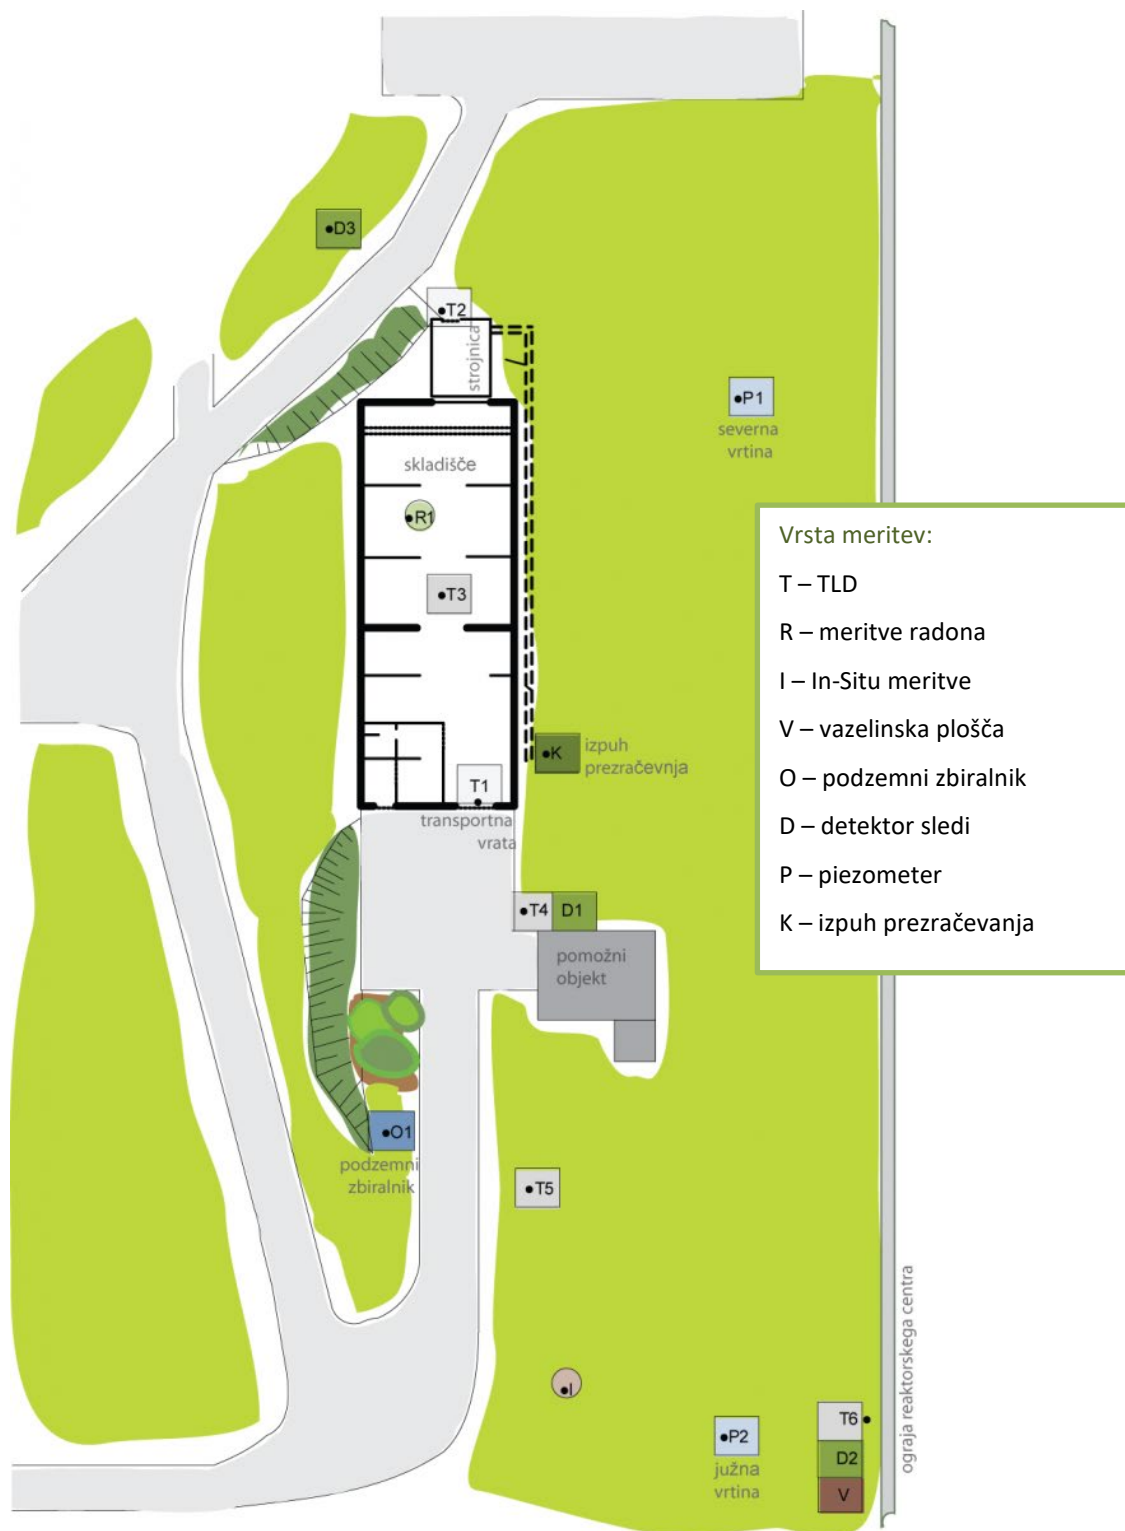 D3
T2
strojnica
P1
severna
vrtina
skladišče
R1
T3
Vrsta meritev:
T – TLD
R – meritve radona
I – In-Situ meritve
V – vazelinska plošča
O – podzemni zbiralnik
D – detektor sledi
P – piezometer
K – izpuh prezračevanja
K
izpuh
prezračevnja
T1
transportna
vrata
T4
D1
pomožni
objekt
O1
podzemni
zbiralnik
T5
I
ograja reaktorskega centra
P2
južna
vrtina
T6
D2
V